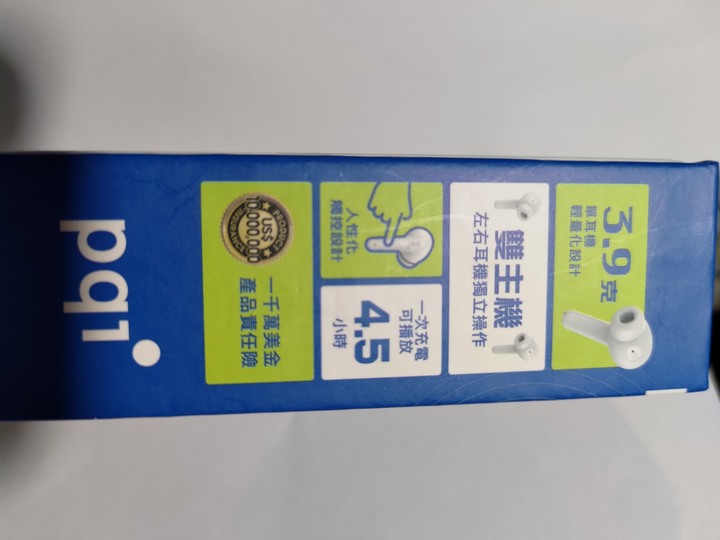 3.9克
單耳機
輕量化設計
雙主機
左右耳機獨立操作
人性化
觸控設計
一次充電
可播放
4.5
小時
PRODUCT
US$
10,000,000
INSURANCE
一千萬美金
產品責任險
pqi